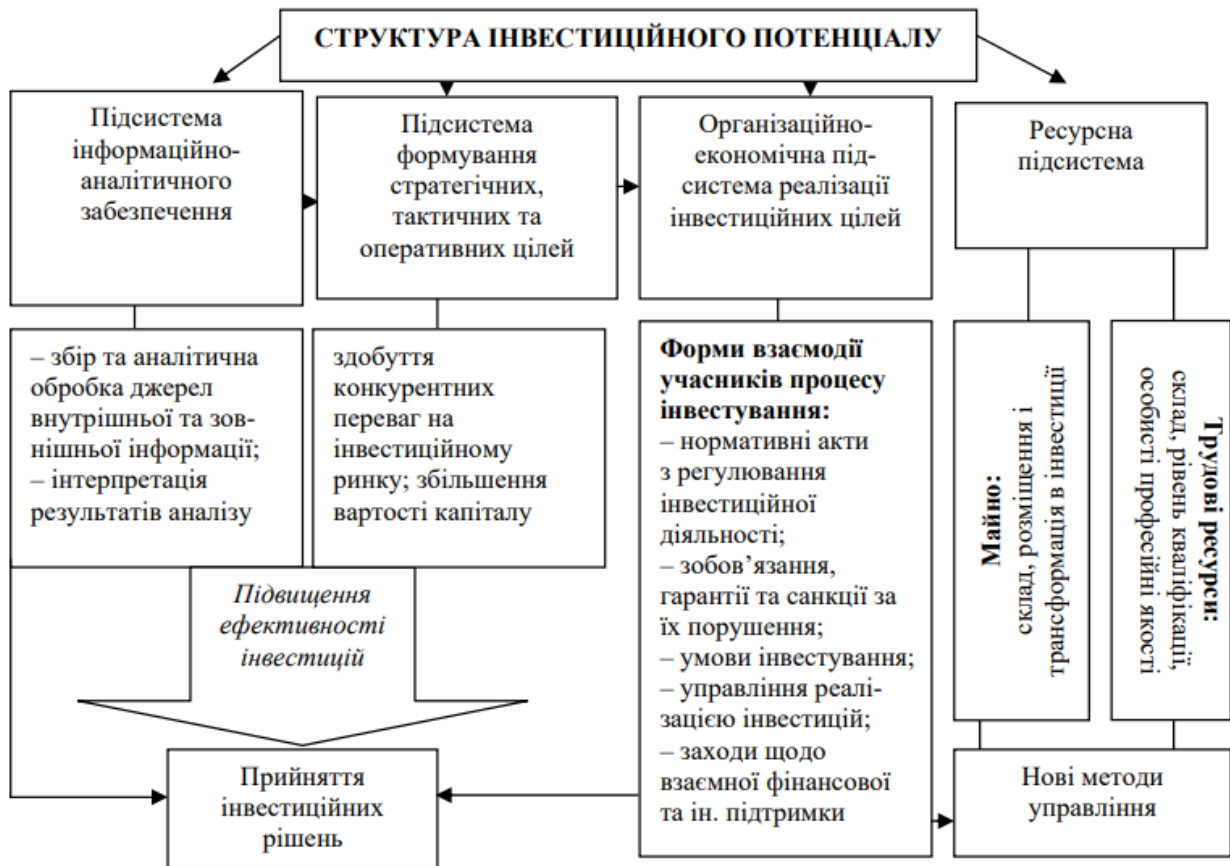 СТРУКТУРА ІНВЕСТИЦІЙНОГО ПОТЕНЦІАЛУ
Підсистема
інформаційно-
аналітичного
забезпечення
Підсистема
формування
стратегічних,
тактичних та
оперативних цілей
Організаційно-
економічна під-
система реалізації
інвестиційних цілей
Ресурсна
підсистема
– збір та аналітична
обробка джерел
внутрішньої та зов-
нішньої інформації;
– інтерпретація
результатів аналізу
здобуття
конкурентних
переваг на
інвестиційному
ринку; збільшення
вартості капіталу
Форми взаємодії
учасників процесу
інвестування:
– нормативні акти
з регулювання
інвестиційної
діяльності;
– зобов’язання,
гарантії та санкції за
їх порушення;
– умови інвестування;
– управління реалі-
зацією інвестицій;
– заходи щодо
взаємної фінансової
та ін. підтримки
Майно:
склад, розміщення і
трансформація в інвестиції
Трудові ресурси:
склад, рівень кваліфікації,
особисті професійні якості
Підвищення
ефективності
інвестицій
Прийняття
інвестиційних
рішень
Нові методи
управління